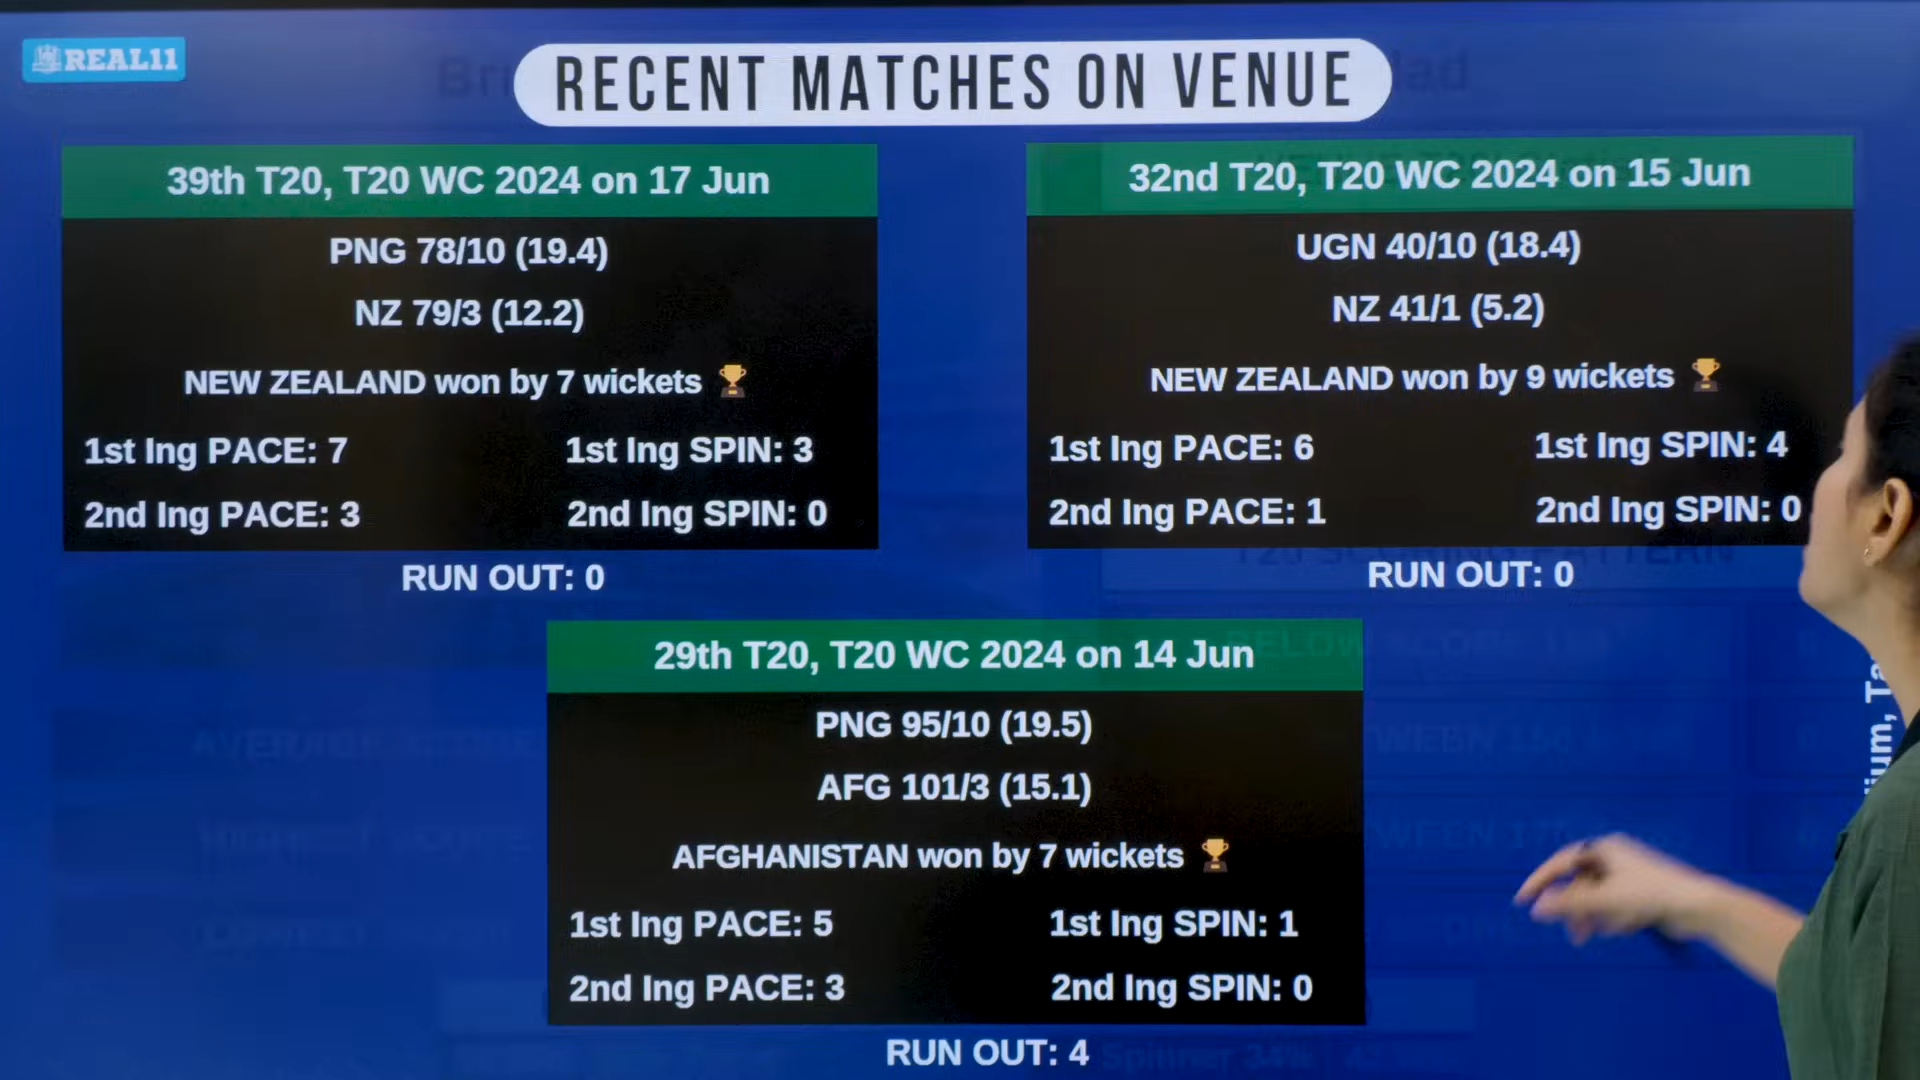 REAL11
RECENT MATCHES ON VENUE
39th T20, T20 WC 2024 on 17 Jun
PNG 78/10 (19.4)
NZ 79/3 (12.2)
NEW ZEALAND won by 7 wickets
1st Ing PACE: 7
1st Ing SPIN: 3
2nd Ing PACE: 3
2nd Ing SPIN: 0
RUN OUT: 0
32nd T20, T20 WC 2024 on 15 Jun
UGN 40/10 (18.4)
NZ 41/1 (5.2)
NEW ZEALAND won by 9 wickets
1st Ing PACE: 6
1st Ing SPIN: 4
2nd Ing PACE: 1
2nd Ing SPIN: 0
RUN OUT: 0
T20 SCORING PATTERN
29th T20, T20 WC 2024 on 14 Jun
PNG 95/10 (19.5)
AFG 101/3 (15.1)
AFGHANISTAN won by 7 wickets
1st Ing PACE: 5
1st Ing SPIN: 1
2nd Ing PACE: 3
2nd Ing SPIN: 0
RUN OUT: 4
AVERAGE SCORE
Spinner 34%